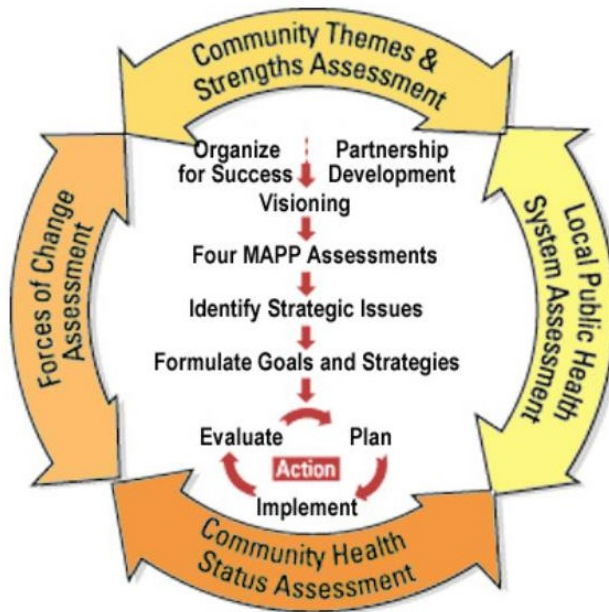 Community Themes &
Strengths Assessment
Organize
for Success
Partnership
Development
Visioning
Four MAPP Assessments
Identify Strategic Issues
Formulate Goals and Strategies
Evaluate
Plan
Action
Implement
Forces of Change
Assessment
Local Public Health
System Assessment
Community Health
Status Assessment